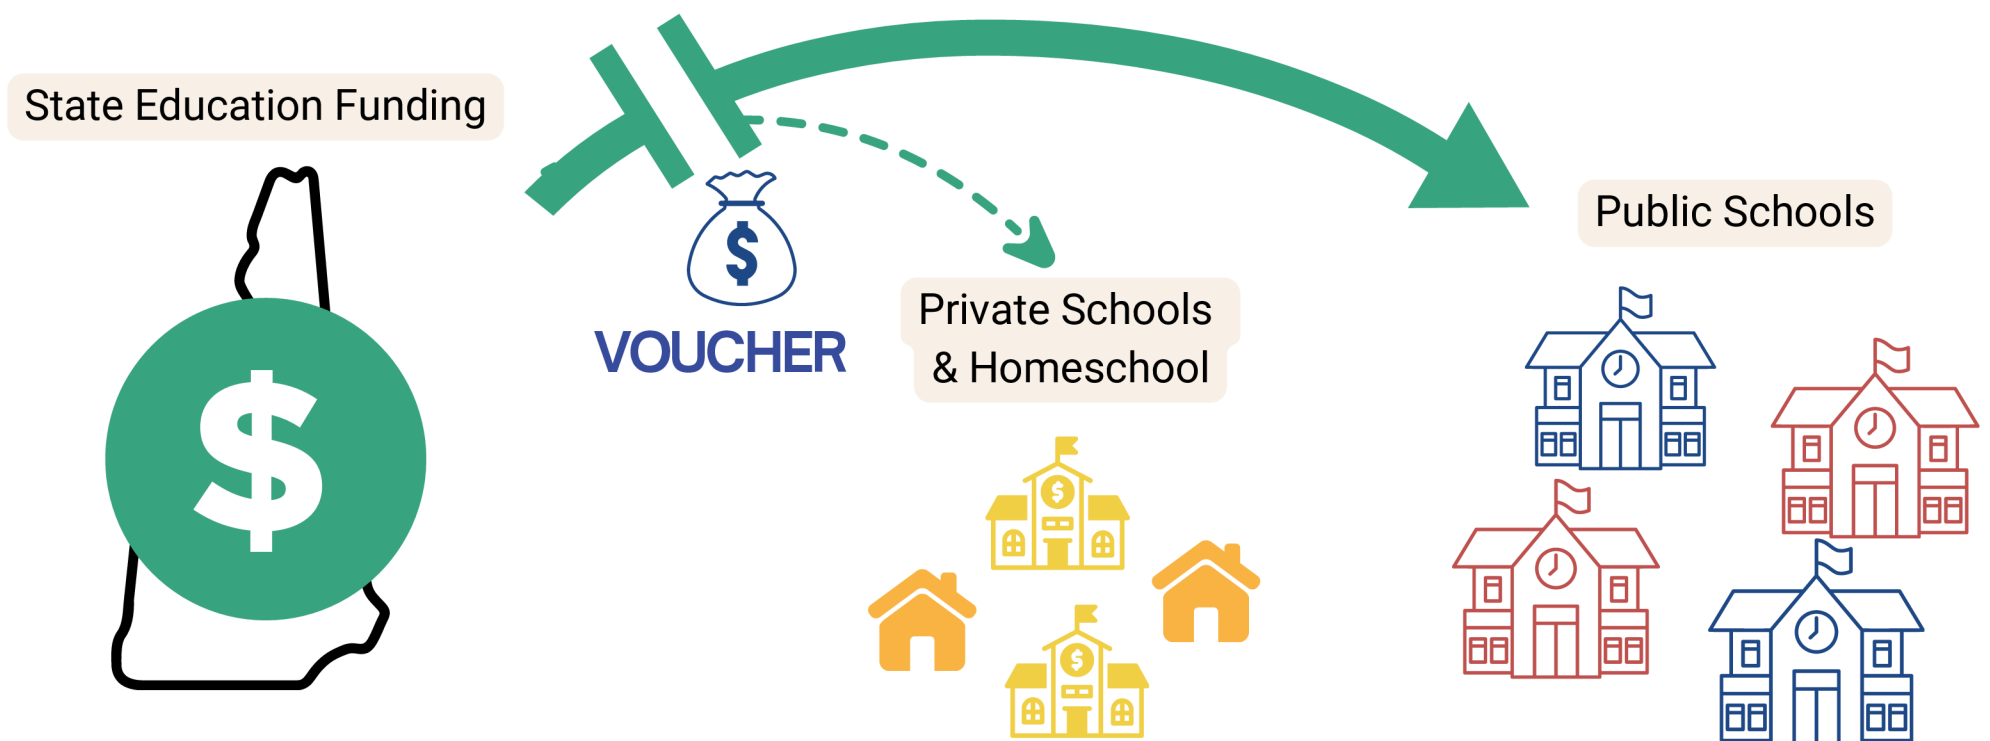 State Education Funding
$
$
VOUCHER
Private Schools
& Homeschool
$
$
Public Schools